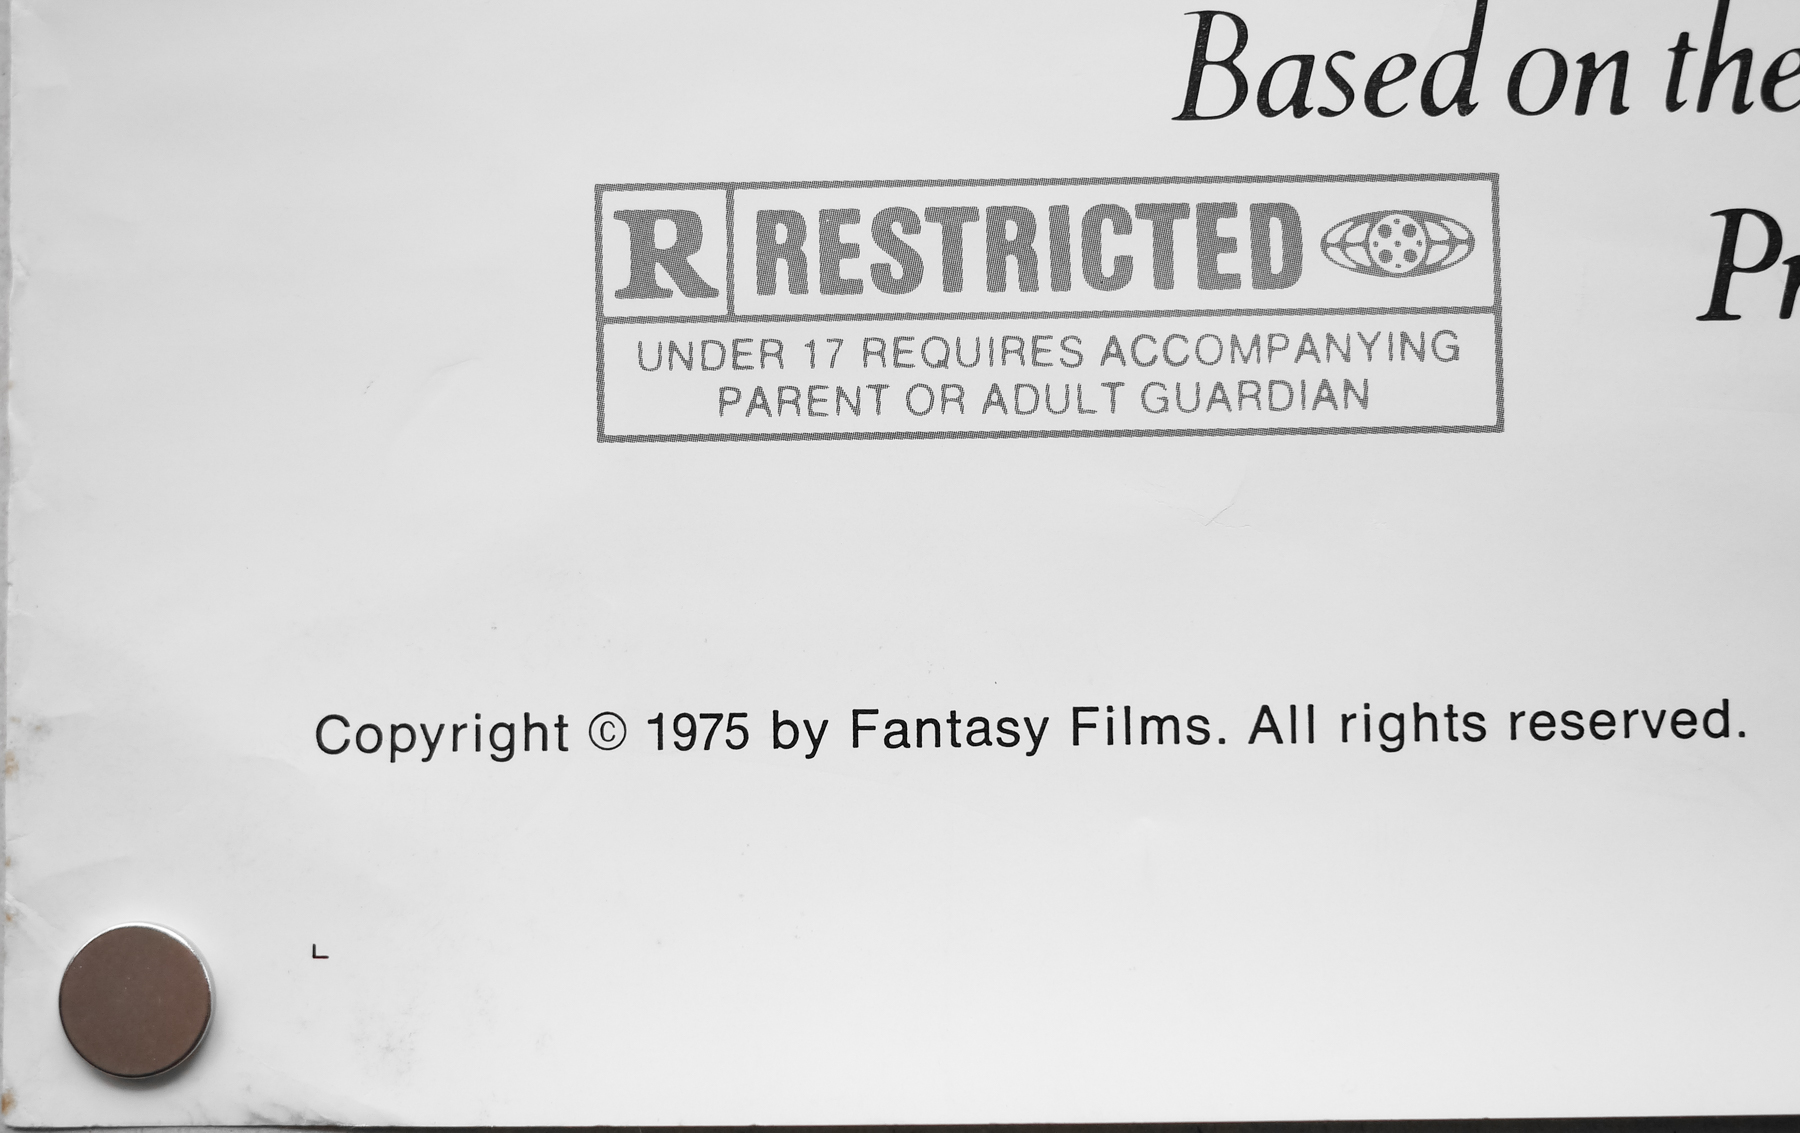 Based on the
R RESTRICTED
Pr
UNDER 17 REQUIRES ACCOMPANYING
PARENT OR ADULT GUARDIAN
Copyright © 1975 by Fantasy Films. All rights reserved.